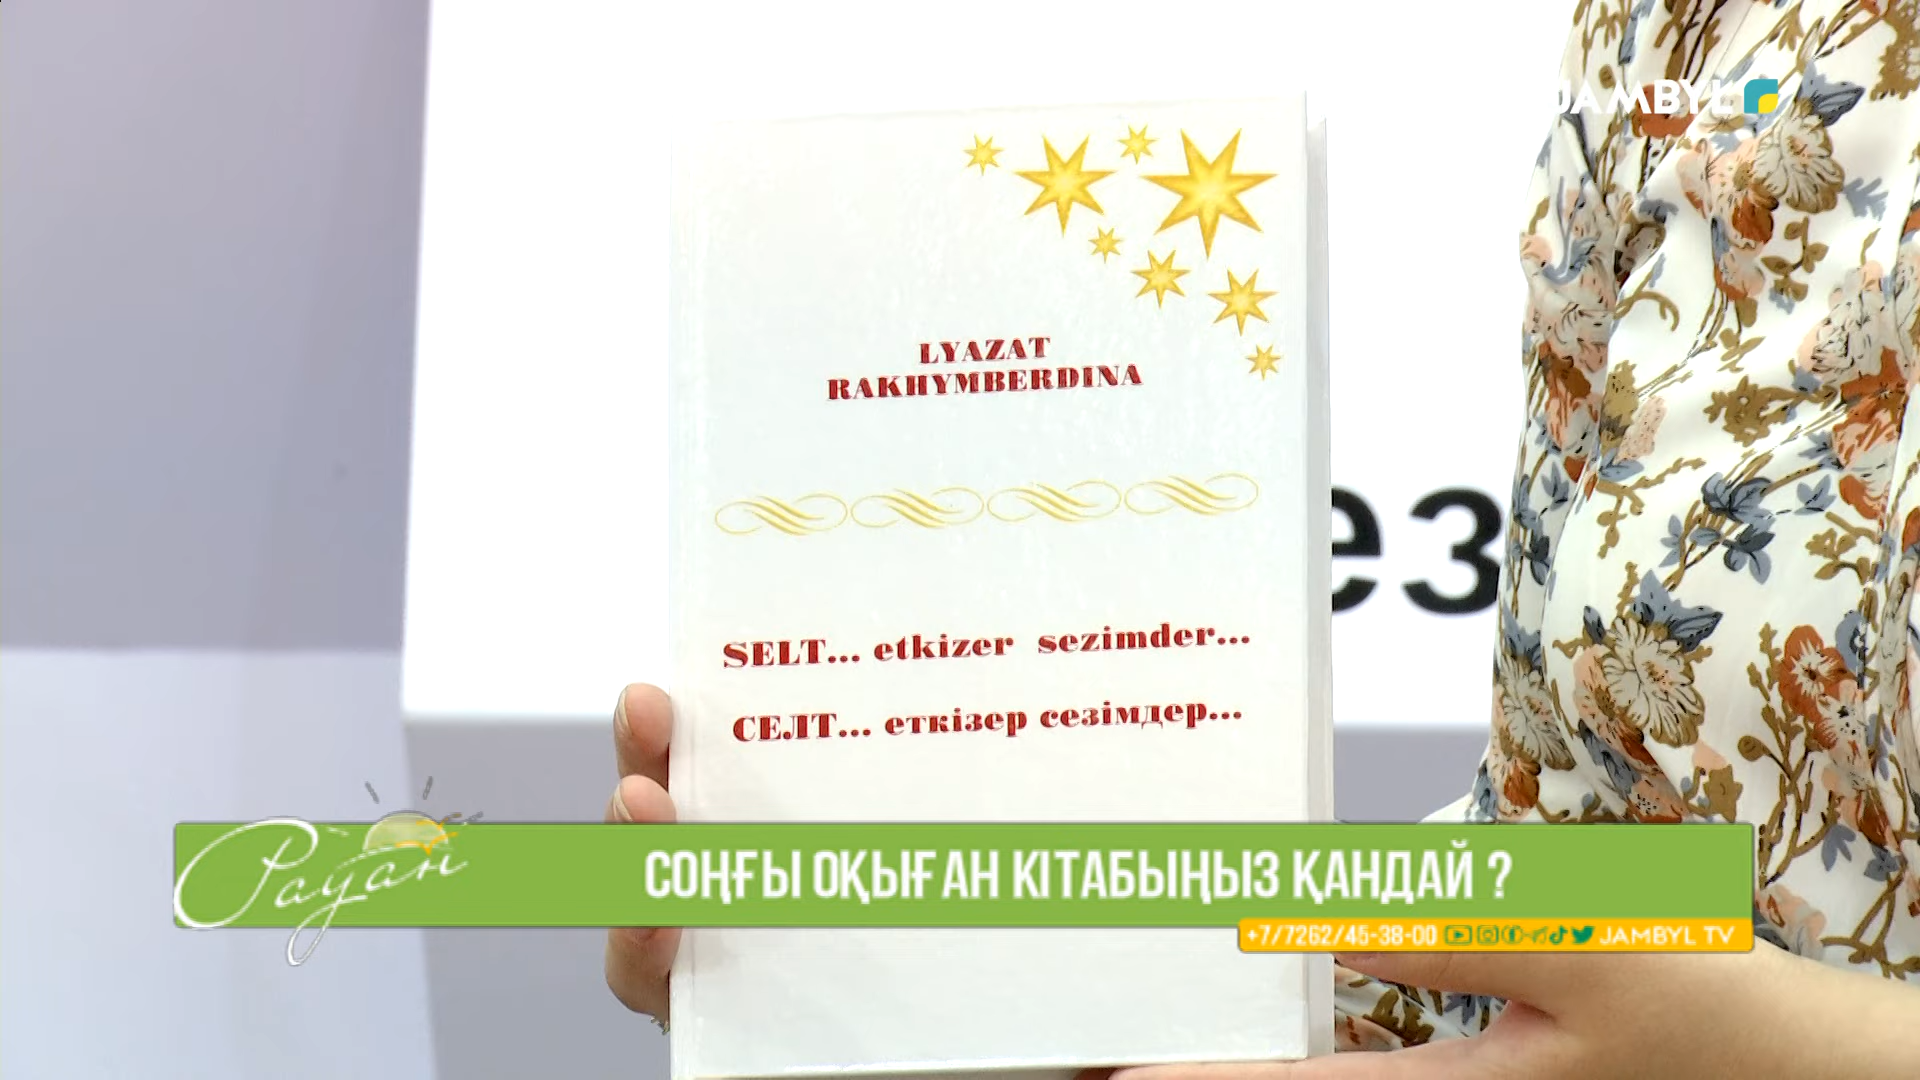 JAMBYL
LYAZAT
RAKHYMBERDINA
ез
SELT... etkizer sezimder...
СЕЛТ... еткізер сезімдер...
Рауан
СОҢҒЫ ОҚЫҒАН КІТАБЫҢЫЗ ҚАНДАЙ ?
+7/7262/45-38-00 JAMBYL TV